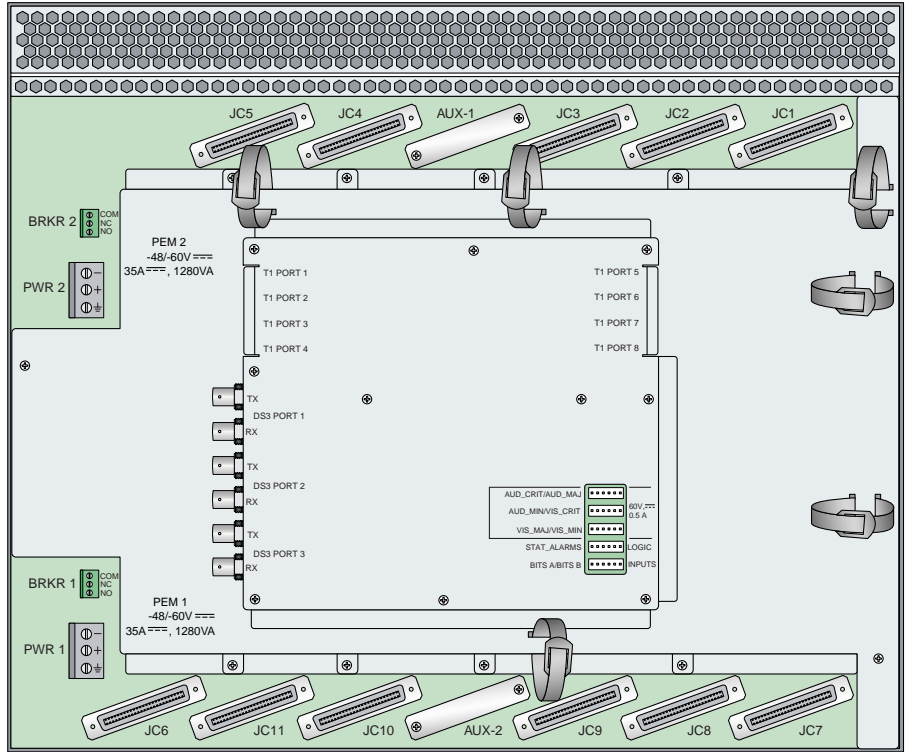 JC5 JC4 AUX-1 JC3 JC2 JC1
BRKR 2
COM
NC
NO
PEM 2
-48/-60V
35A , 1280VA
PWR 2
–
+
T1 PORT 1
T1 PORT 2
T1 PORT 3
T1 PORT 4
T1 PORT 5
T1 PORT 6
T1 PORT 7
T1 PORT 8
TX
DS3 PORT 1
RX
TX
DS3 PORT 2
RX
TX
DS3 PORT 3
RX
AUD_CRIT/AUD_MAJ
AUD_MIN/VIS_CRIT
VIS_MAJ/VIS_MIN
STAT_ALARMS
BITS A/BITS B
60V,
0.5 A
LOGIC
INPUTS
BRKR 1
COM
NC
NO
PEM 1
-48/-60V
35A , 1280VA
PWR 1
–
+
JC6 JC11 JC10 AUX-2 JC9 JC8 JC7